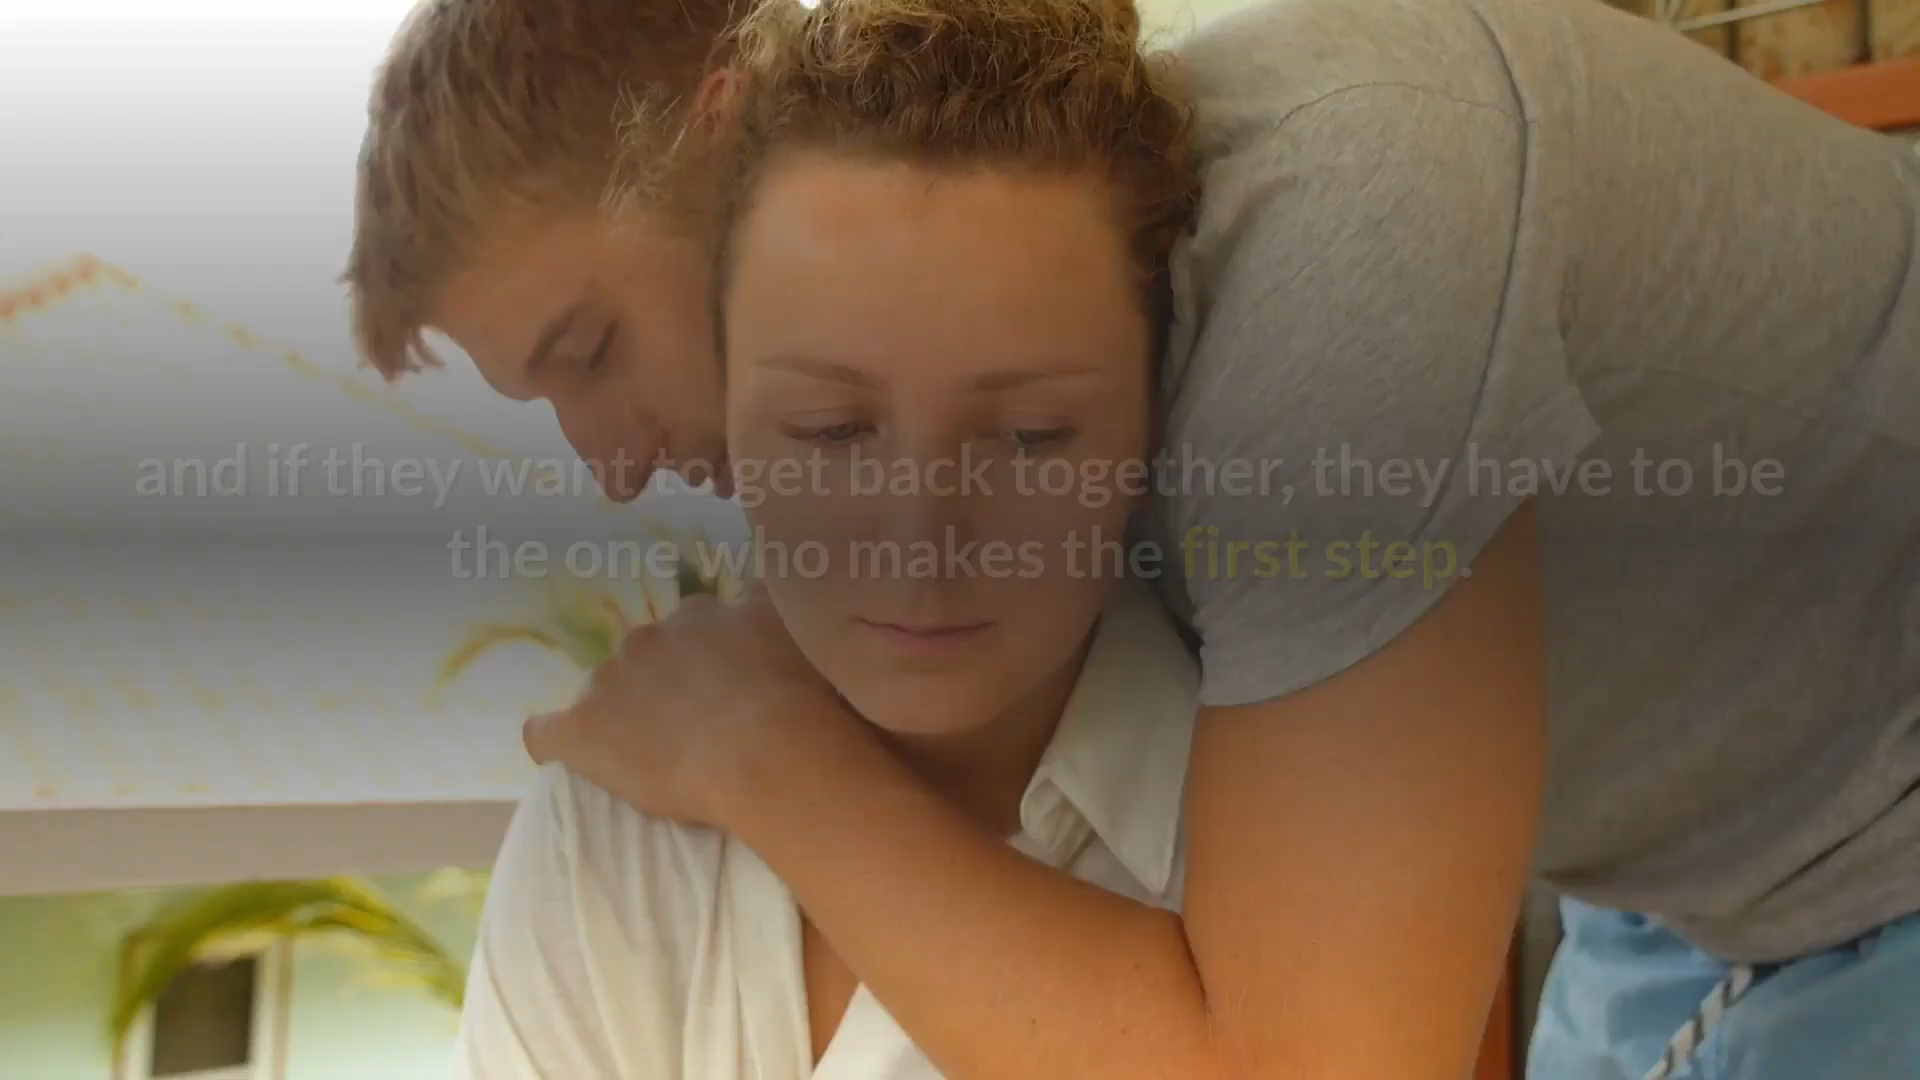 and if they want to get back together, they have to be
the one who makes the first step.